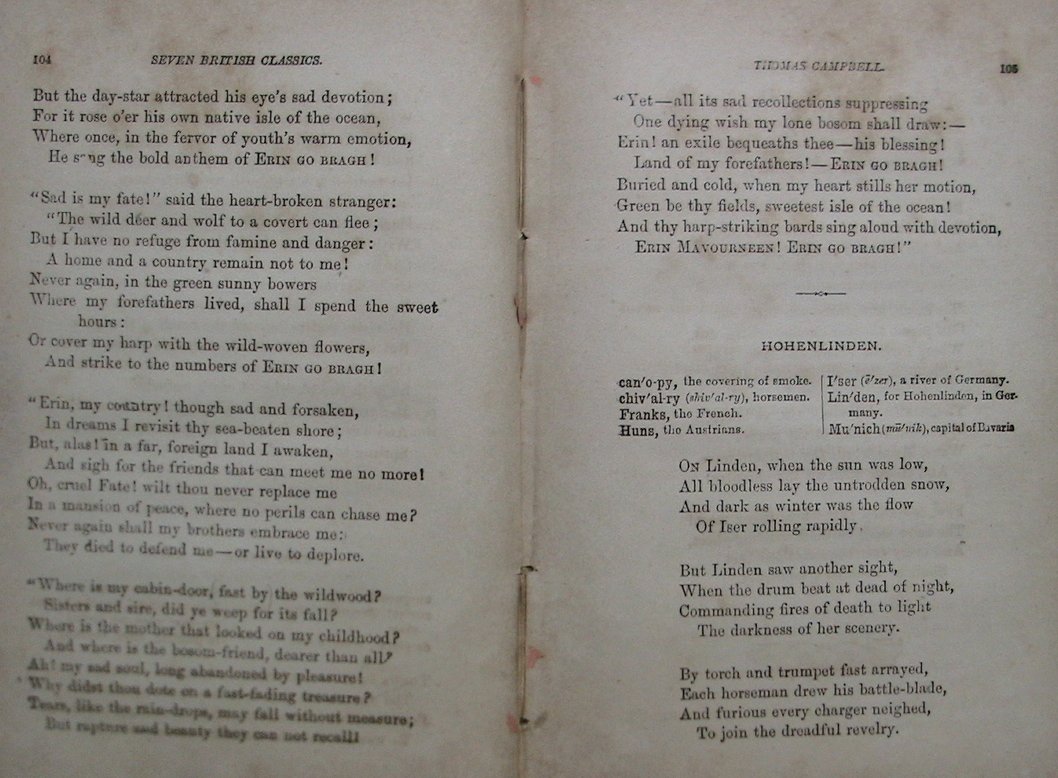 104 SEVEN BRITISH CLASSICS.
But the day-star attracted his eye's sad devotion;
For it rose o'er his own native isle of the ocean,
Where once, in the fervor of youth's warm emotion,
He sang the bold anthem of ERIN GO BRAGH!
"Sad is my fate!" said the heart-broken stranger:
"The wild deer and wolf to a covert can flee;
But I have no refuge from famine and danger:
A home and a country remain not to me!
Never again, in the green sunny bowers
Where my forefathers lived, shall I spend the sweet
hours:
Or cover my harp with the wild-woven flowers,
And strike to the numbers of ERIN GO BRAGH!
"Erin, my country! though sad and forsaken,
In dreams I revisit thy sea-beaten shore;
But, alas! in a far, foreign land I awaken,
And sigh for the friends that can meet me no more!
Oh, cruel Fate! wilt thou never replace me
In a mansion of peace, where no perils can chase me?
Never again shall my brothers embrace me:
They died to defend me—or live to deplore.
"Where is my cabin-door, fast by the wildwood?
Sisters and sire, did ye weep for its fall?
Where is the mother that looked on my childhood?
And where is the bosom-friend, dearer than all?
Ah! my sad soul, long abandoned by pleasure!
Why didst thou dote on a fast-fading treasure?
Tears, like the rain-drops, may fall without measure;
But rapture and beauty they can not recall!
THOMAS CAMPBELL. 105
"Yet—all its sad recollections suppressing
One dying wish my lone bosom shall draw:—
Erin! an exile bequeaths thee—his blessing!
Land of my forefathers!—ERIN GO BRAGH!
Buried and cold, when my heart stills her motion,
Green be thy fields, sweetest isle of the ocean!
And thy harp-striking bards sing aloud with devotion,
ERIN MAVOURNEEN! ERIN GO BRAGH!"
HOHENLINDEN.
can'o-py, the covering of smoke.
chiv'al-ry (shiv'al-ry), horsemen.
Franks, the French.
Huns, the Austrians.
I'ser (ē'zer), a river of Germany.
Lin'den, for Hohenlinden, in Ger-
many.
Mu'nich (mū'nik), capital of Bavaria
ON Linden, when the sun was low,
All bloodless lay the untrodden snow,
And dark as winter was the flow
Of Iser rolling rapidly.
But Linden saw another sight,
When the drum beat at dead of night,
Commanding fires of death to light
The darkness of her scenery.
By torch and trumpet fast arrayed,
Each horseman drew his battle-blade,
And furious every charger neighed,
To join the dreadful revelry.